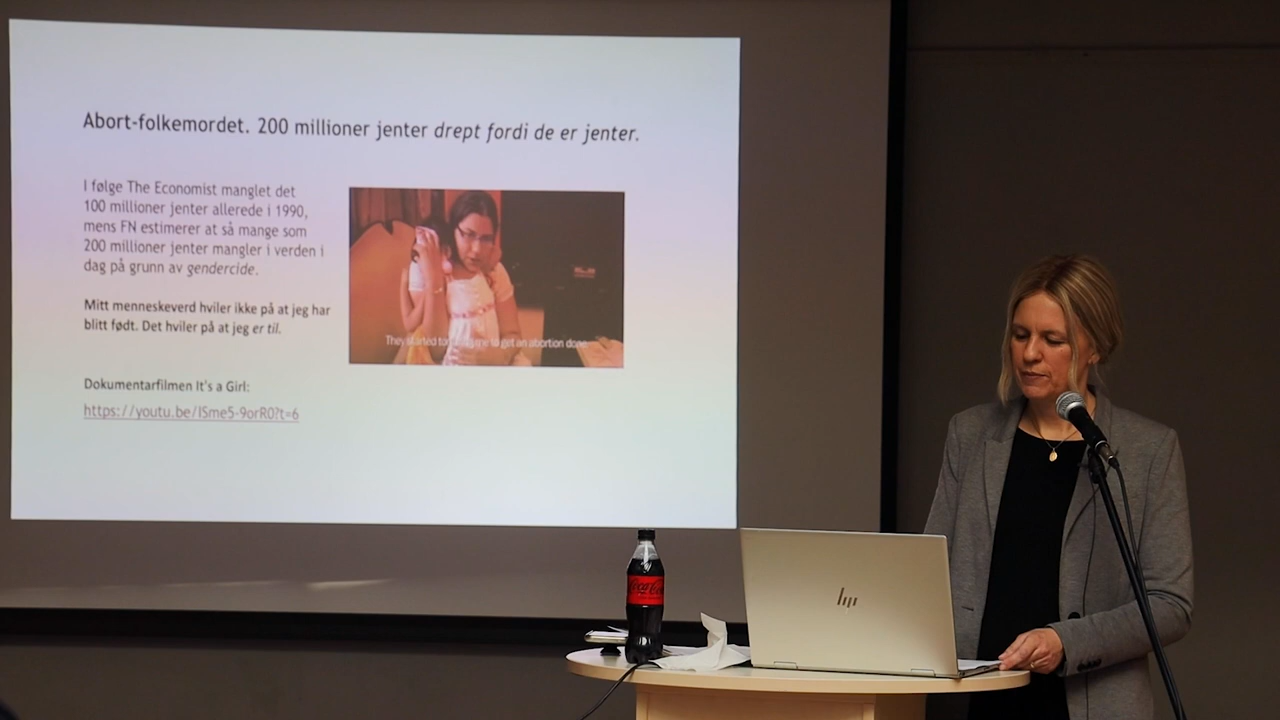 Abort-folkemordet. 200 millioner jenter drept fordi de er jenter.
I følge The Economist manglet det
100 millioner jenter allerede i 1990,
mens FN estimerer at så mange som
200 millioner jenter mangler i verden i
dag på grunn av gendercide.
Mitt menneskeverd hviler ikke på at jeg har
blitt født. Det hviler på at jeg er til.
Dokumentarfilmen It's a Girl:
https://youtu.be/ISme5-9orR0?t=6
They started to me to get an abortion done
Coca-Cola
hp